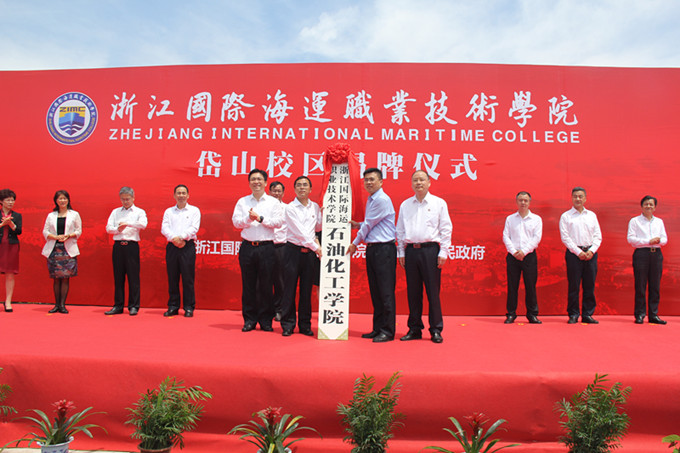 ZIMC
浙江國際海運職業技術學院
ZHEJIANG INTERNATIONAL MARITIME COLLEGE
岱山校区 牌仪式
浙江国际海运
职业技术学院
石油化工学院
浙江国 院 民政府